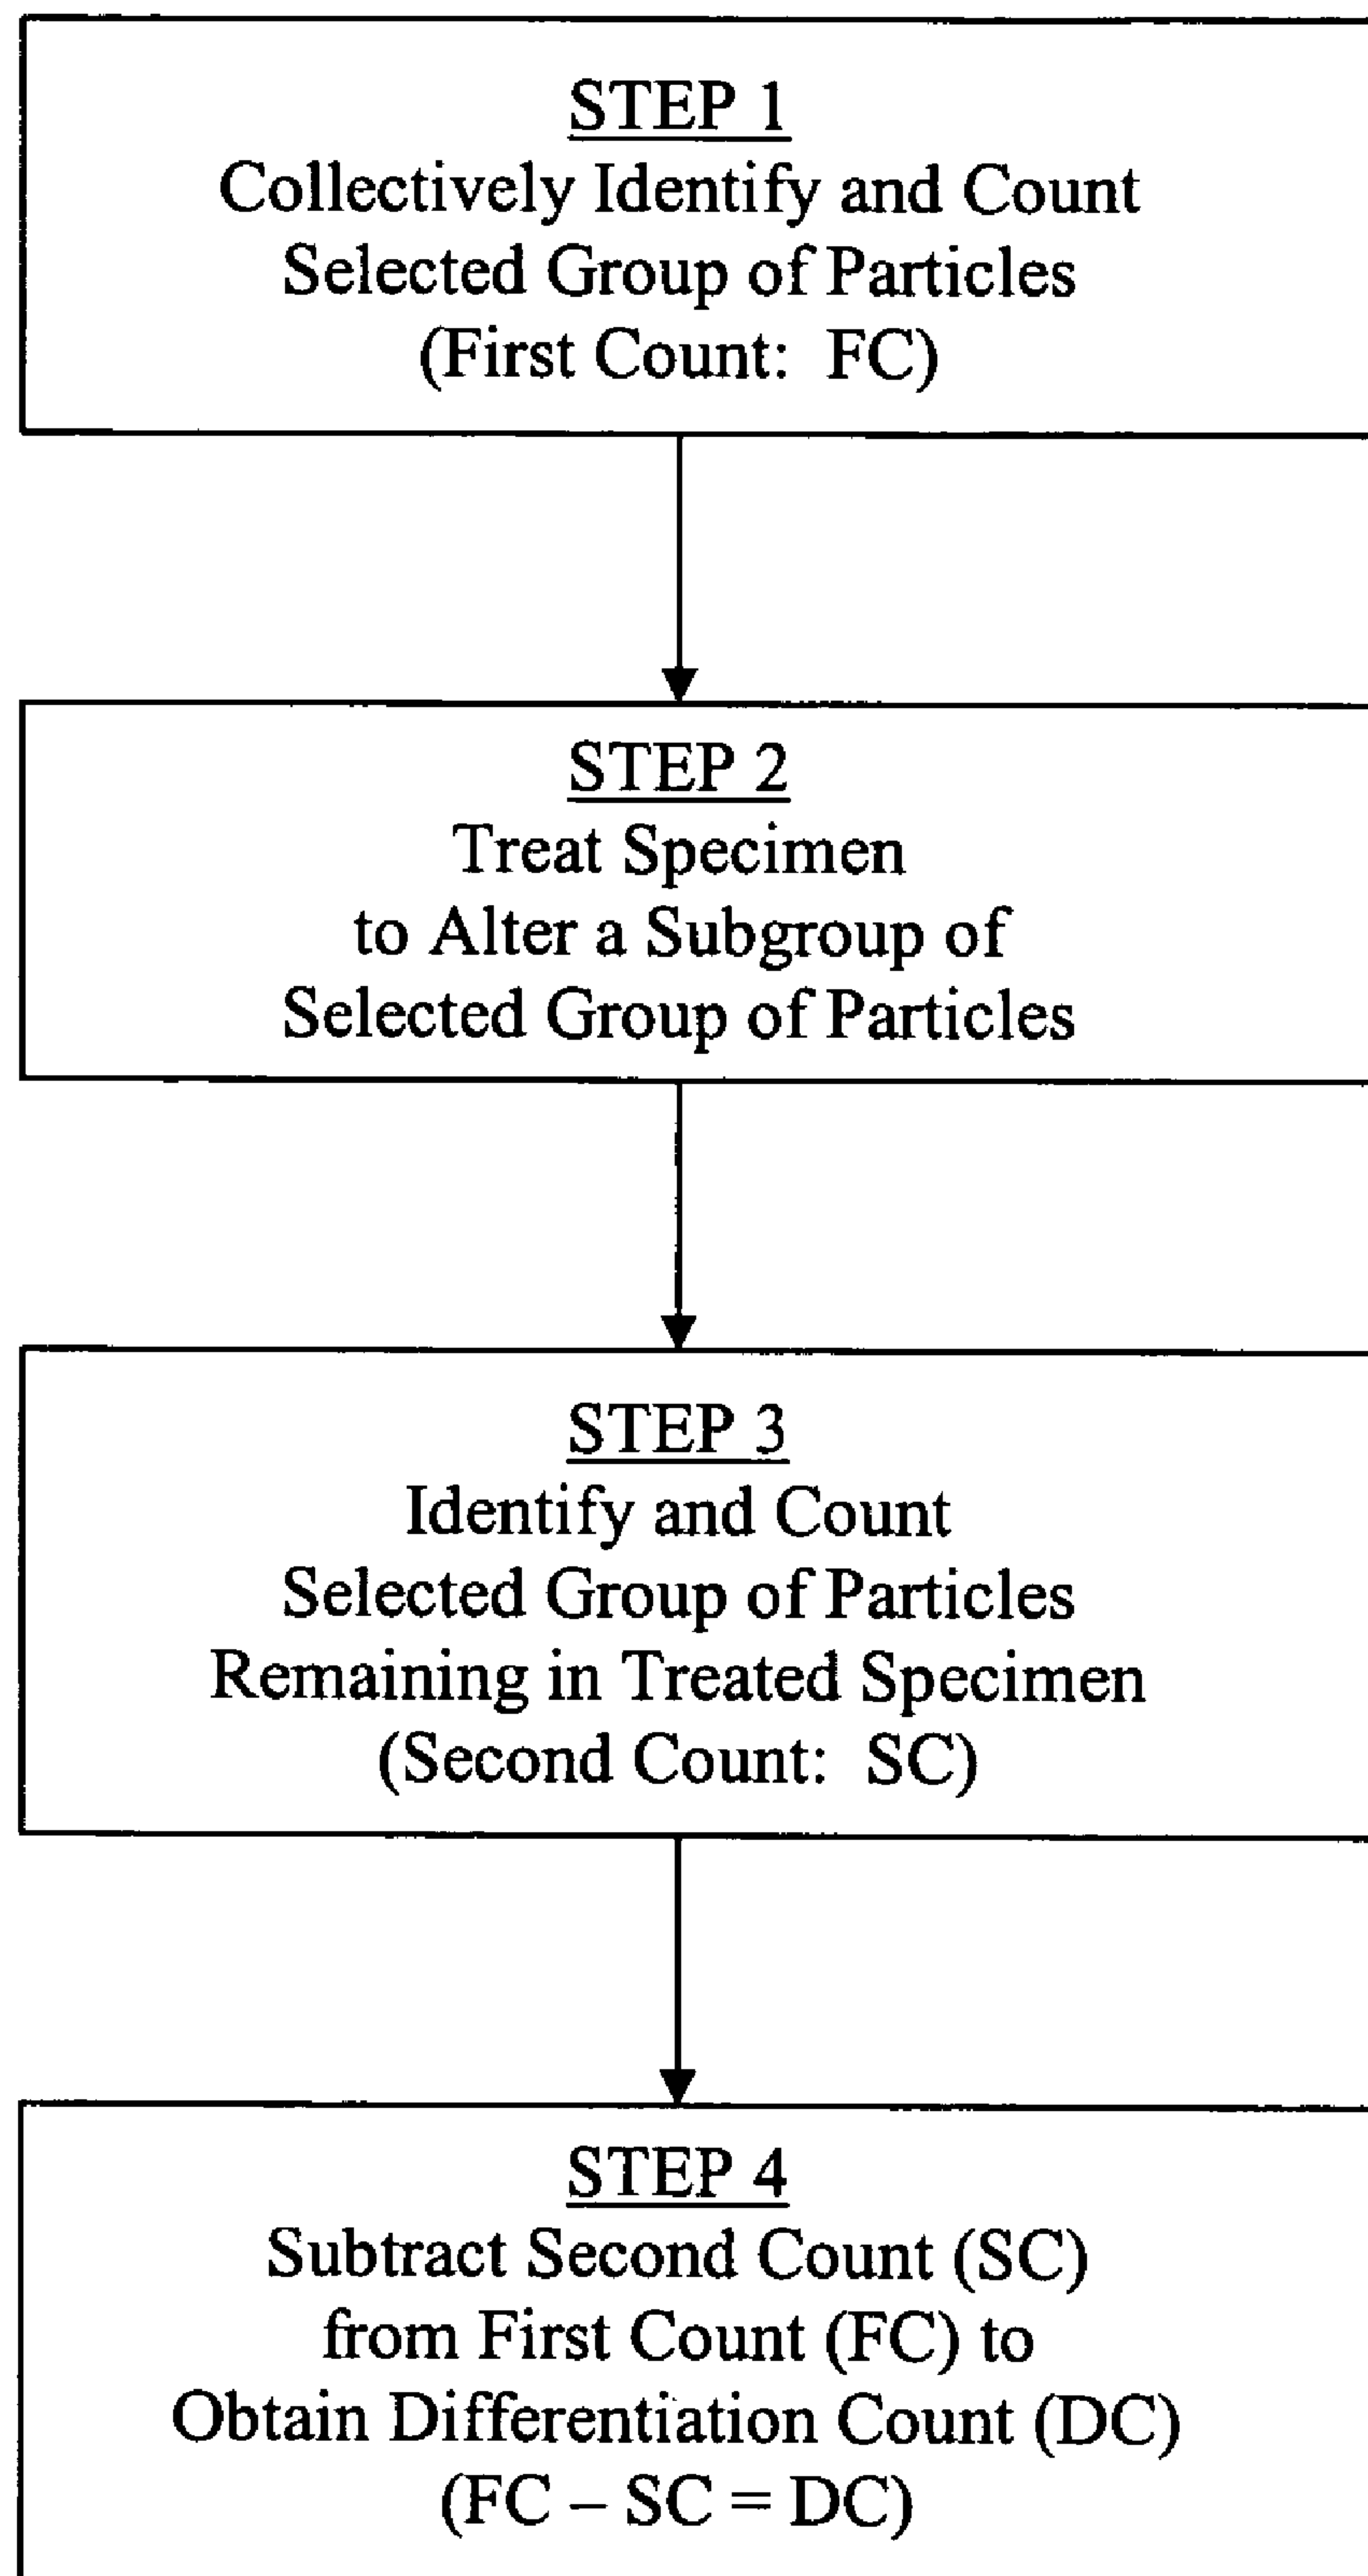 STEP 1
Collectively Identify and Count
Selected Group of Particles
(First Count:  FC)
STEP 2
Treat Specimen
to Alter a Subgroup of
Selected Group of Particles
STEP 3
Identify and Count
Selected Group of Particles
Remaining in Treated Specimen
(Second Count:  SC)
STEP 4
Subtract Second Count (SC)
from First Count (FC) to
Obtain Differentiation Count (DC)
(FC – SC = DC)